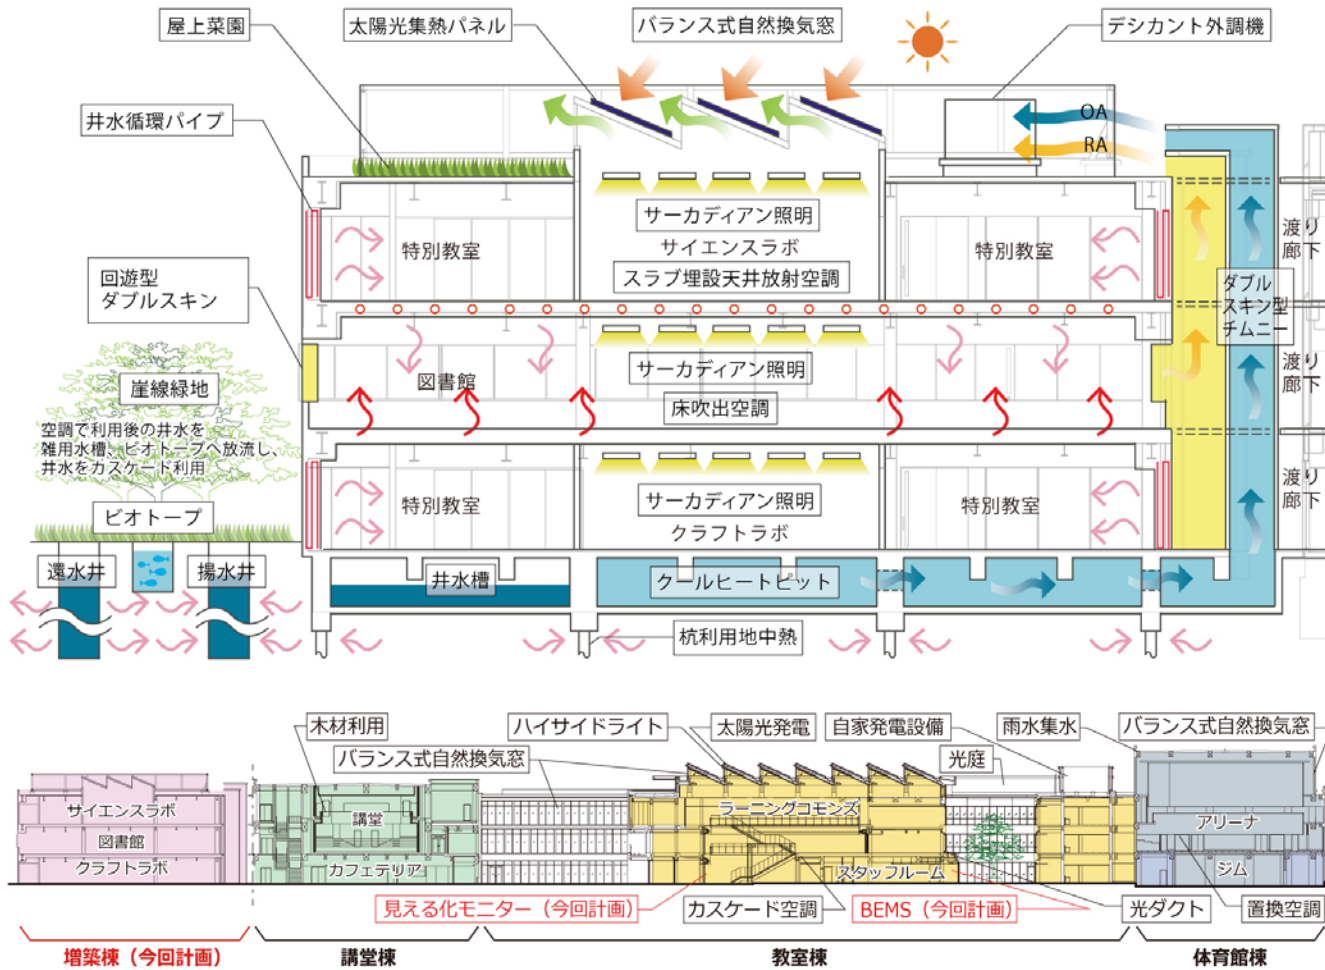 屋上菜園
太陽光集熱パネル
バランス式自然換気窓
デシカント外調機
井水循環パイプ
OA
RA
サーカディアン照明
サイエンスラボ
スラブ埋設天井放射空調
特別教室
特別教室
渡り
廊下
回遊型
ダブルスキン
ダブル
スキン型
チムニー
サーカディアン照明
図書館
床吹出空調
渡り
廊下
崖線緑地
空調で利用後の井水を
雑用水槽、ビオトープへ放流し、
井水をカスケード利用
サーカディアン照明
クラフトラボ
特別教室
特別教室
渡り
廊下
ビオトープ
還水井
揚水井
井水槽
クールヒートピット
杭利用地中熱
木材利用
ハイサイドライト
太陽光発電
自家発電設備
雨水集水
バランス式自然換気窓
バランス式自然換気窓
光庭
サイエンスラボ
図書館
クラフトラボ
講堂
カフェテリア
ラーニングコモンズ
スタッフルーム
アリーナ
ジム
見える化モニター（今回計画）
カスケード空調
BEMS（今回計画）
光ダクト
置換空調
増築棟（今回計画）
講堂棟
教室棟
体育館棟